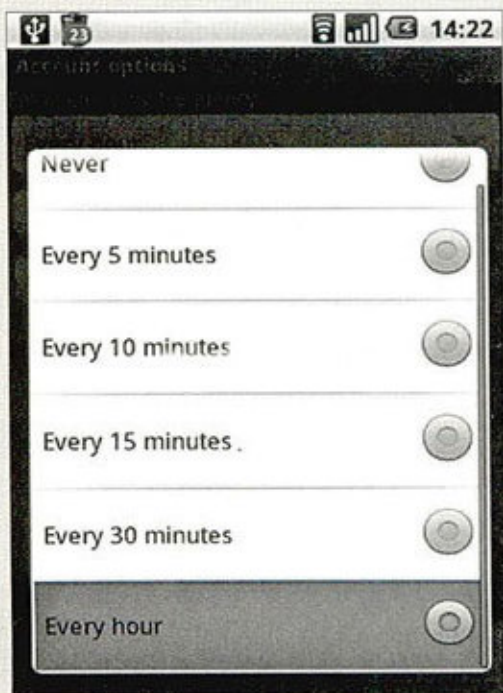 23 14:22
Account options
Never
Every 5 minutes
Every 10 minutes
Every 15 minutes
Every 30 minutes
Every hour